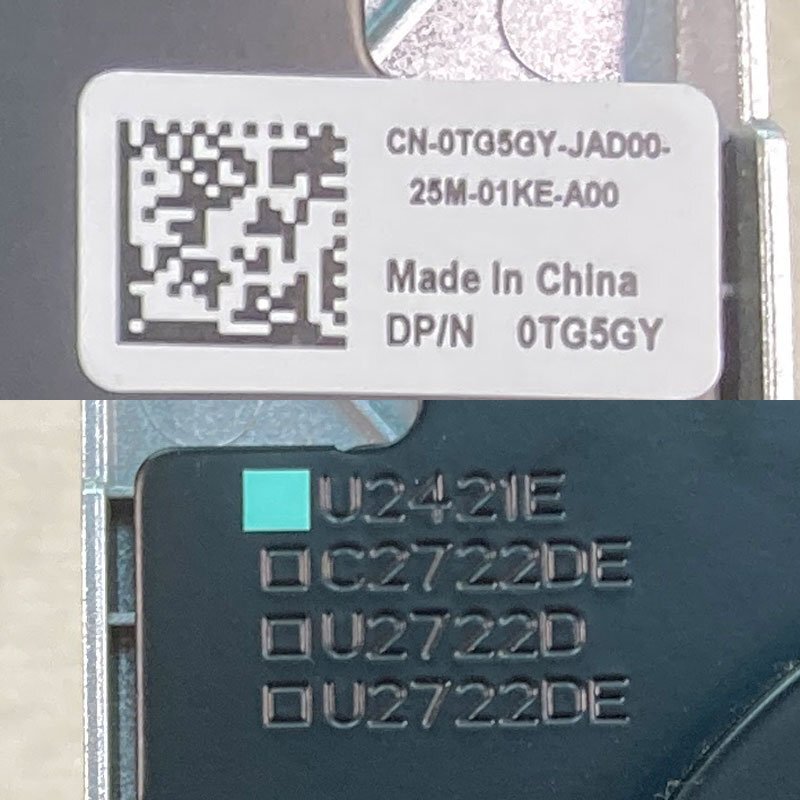 CN-0TG5GY-JAD00-
25M-01KE-A00
Made In China
DP/N 0TG5GY
U2421E
C2722DE
U2722D
U2722DE